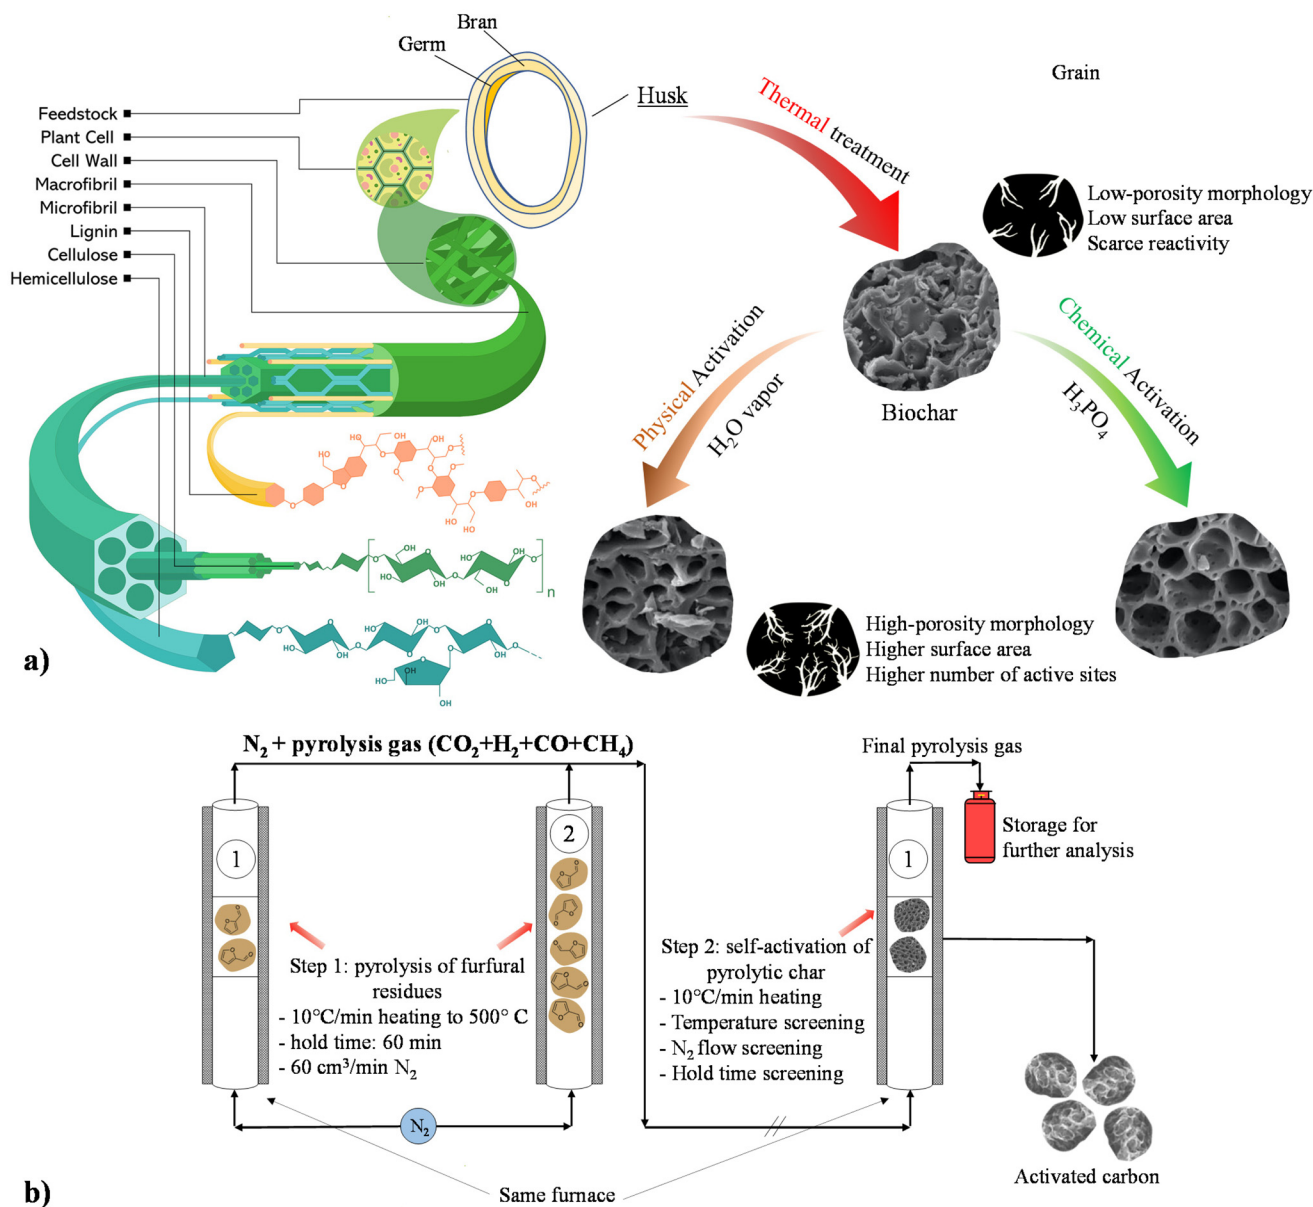 Bran
Germ
Husk
Grain
Feedstock
Plant Cell
Cell Wall
Macrofibril
Microfibril
Lignin
Cellulose
Hemicellulose
Thermal treatment
Low-porosity morphology
Low surface area
Scarce reactivity
Biochar
Physical Activation
H₂O vapor
Chemical Activation
H₃PO₄
High-porosity morphology
Higher surface area
Higher number of active sites
n
a)
N₂ + pyrolysis gas (CO₂+H₂+CO+CH₄)
Final pyrolysis gas
1
2
1
Storage for
further analysis
Step 1: pyrolysis of furfural
residues
- 10°C/min heating to 500° C
- hold time: 60 min
- 60 cm³/min N₂
Step 2: self-activation of
pyrolytic char
- 10°C/min heating
- Temperature screening
- N₂ flow screening
- Hold time screening
N₂
Same furnace
Activated carbon
b)